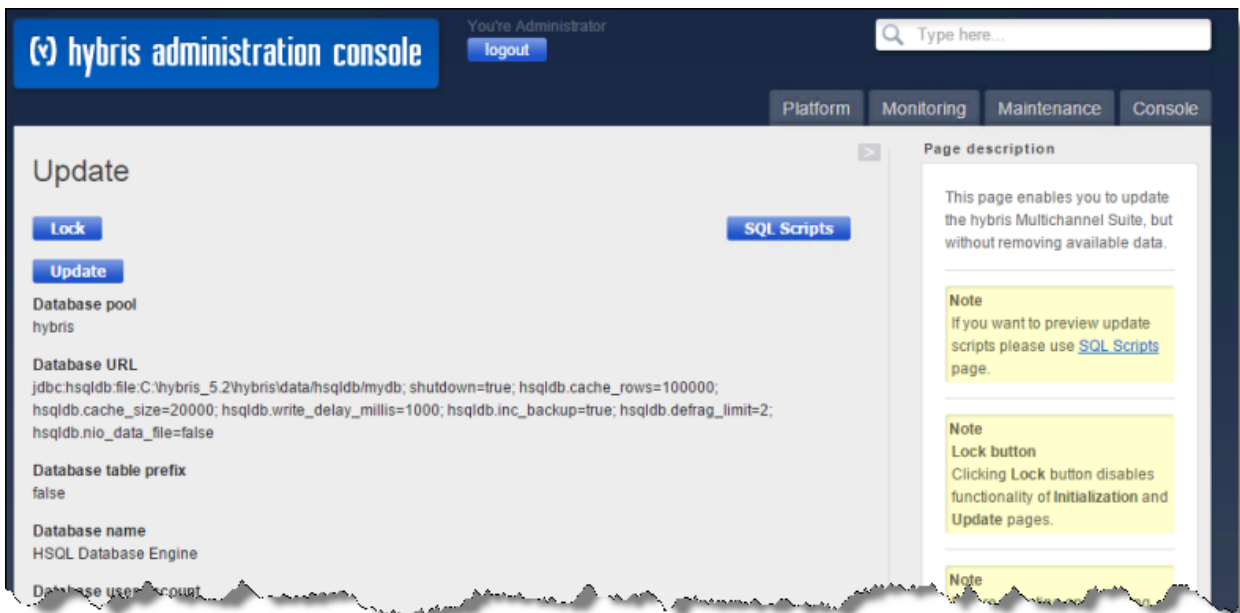 (y) hybris administration console
You're Administrator
logout
Type here...
Platform
Monitoring
Maintenance
Console
Update
Lock
SQL Scripts
Update
Database pool
hybris
Database URL
jdbc:hsqldb:file:C:\hybris_5.2\hybris\data/hsqldb/mydb; shutdown=true; hsqldb.cache_rows=100000;
hsqldb.cache_size=20000; hsqldb.write_delay_millis=1000; hsqldb.inc_backup=true; hsqldb.defrag_limit=2;
hsqldb.nio_data_file=false
Database table prefix
false
Database name
HSQL Database Engine
Database user account
Page description
This page enables you to update
the hybris Multichannel Suite, but
without removing available data.
Note
If you want to preview update
scripts please use SQL Scripts
page.
Note
Lock button
Clicking Lock button disables
functionality of Initialization and
Update pages.
Note